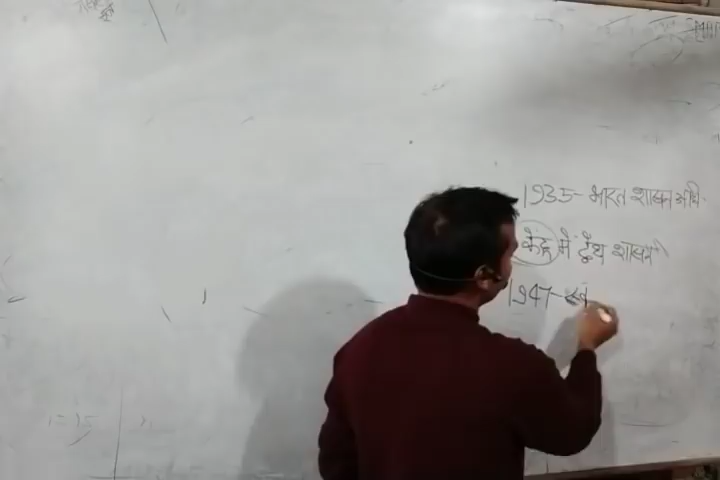 1935- भारत शासन अधि.
केंद्र में द्वैध शासन
1947- स्व